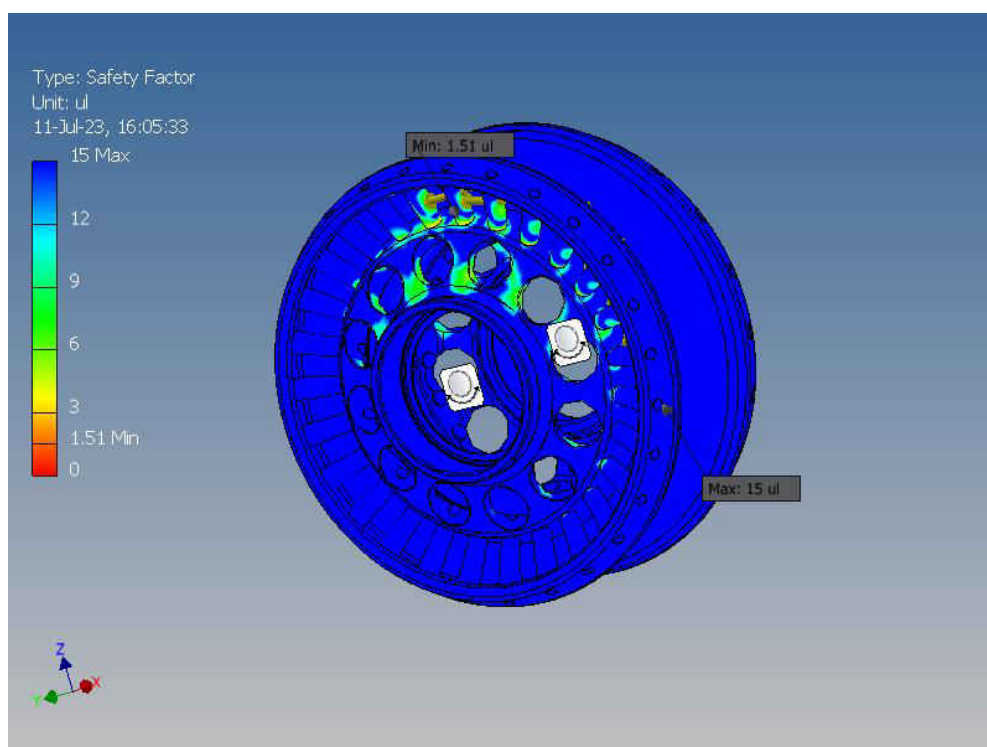 Type: Safety Factor
Unit: ul
11-Jul-23, 16:05:33
15 Max
12
9
6
3
1.51 Min
0
Min: 1.51 ul
Max: 15 ul
Z
Y
X